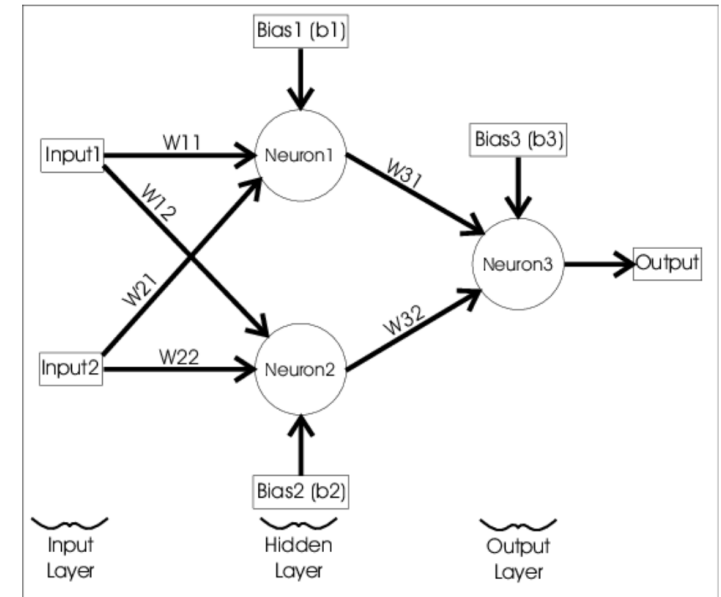 Bias1 (b1)
Input1
W11
Neuron1
Bias3 (b3)
W12
W31
W21
Neuron3
Output
Input2
W22
Neuron2
W32
Bias2 (b2)
Input
Layer
Hidden
Layer
Output
Layer